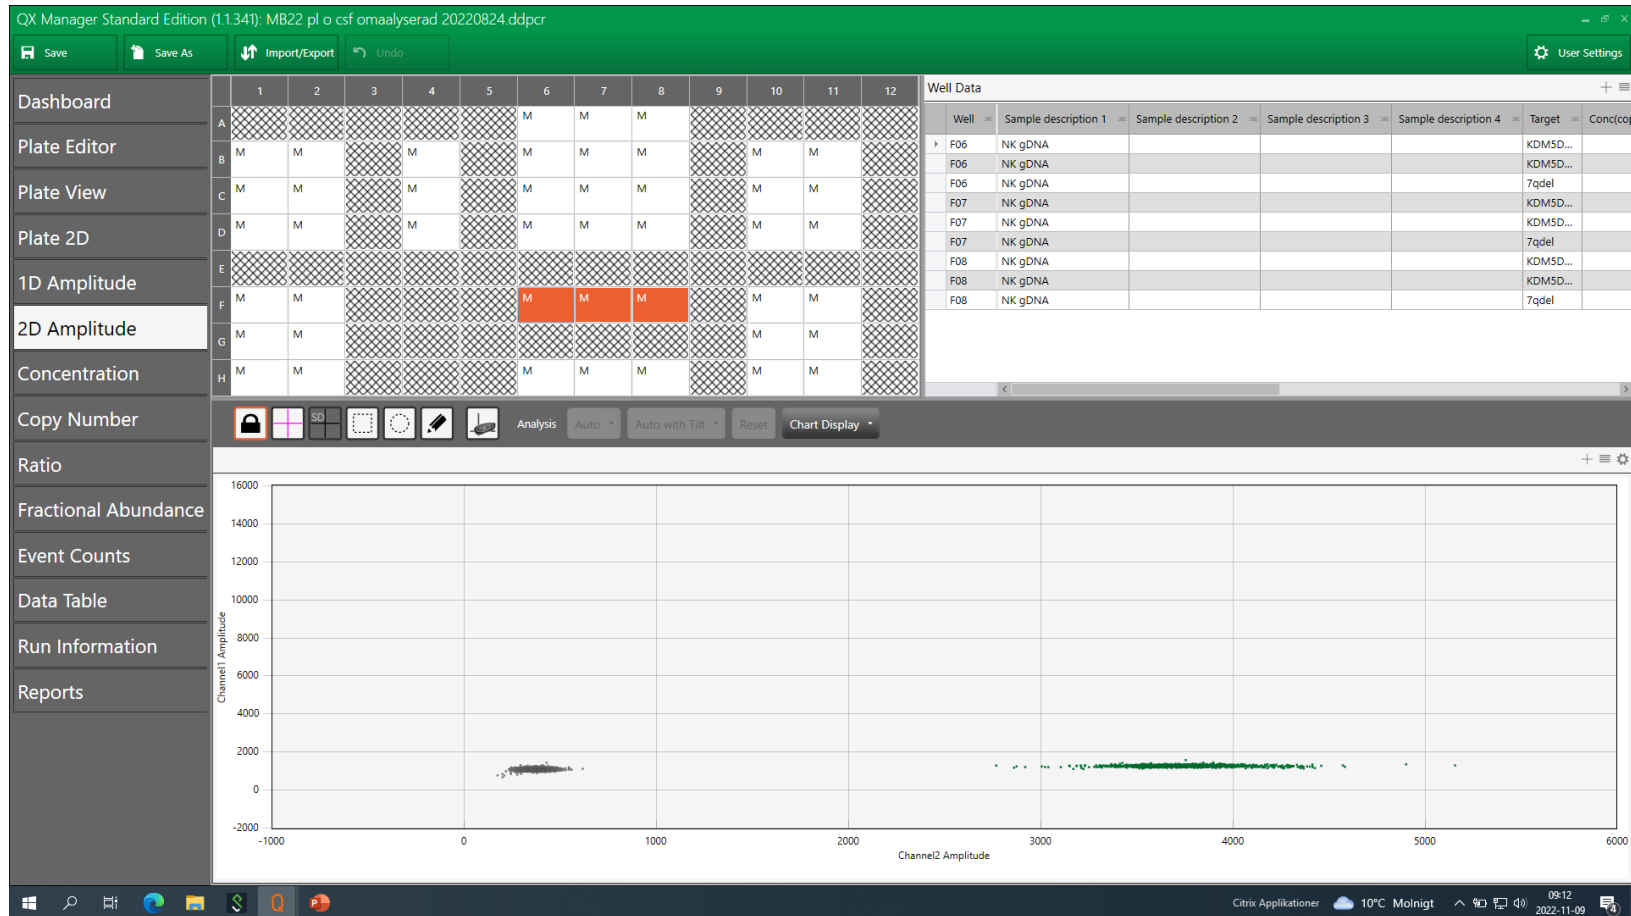 QX Manager Standard Edition (1.1.341): MB22 pl o csf omaalyserad 20220824.ddpcr
Save Save As Import/Export Undo User Settings
Dashboard
Plate Editor
Plate View
Plate 2D
1D Amplitude
2D Amplitude
Concentration
Copy Number
Ratio
Fractional Abundance
Event Counts
Data Table
Run Information
Reports
1 2 3 4 5 6 7 8 9 10 11 12
A M M M
B M M M M M M M M
C M M M M M M M M
D M M M M M M M M
E
F M M M M M M M
G M M M M
H M M M M M M M
Well Data
Well Sample description 1 Sample description 2 Sample description 3 Sample description 4 Target Conc(cop
F06 NK gDNA KDM5D...
F06 NK gDNA KDM5D...
F06 NK gDNA 7qdel
F07 NK gDNA KDM5D...
F07 NK gDNA KDM5D...
F07 NK gDNA 7qdel
F08 NK gDNA KDM5D...
F08 NK gDNA KDM5D...
F08 NK gDNA 7qdel
SD Analysis Auto Auto with Tilt Reset Chart Display
Channel1 Amplitude
16000
14000
12000
10000
8000
6000
4000
2000
0
-2000
-1000 0 1000 2000 3000 4000 5000 6000
Channel2 Amplitude
Citrix Applikationer 10°C Molnigt 09:12
2022-11-09 4